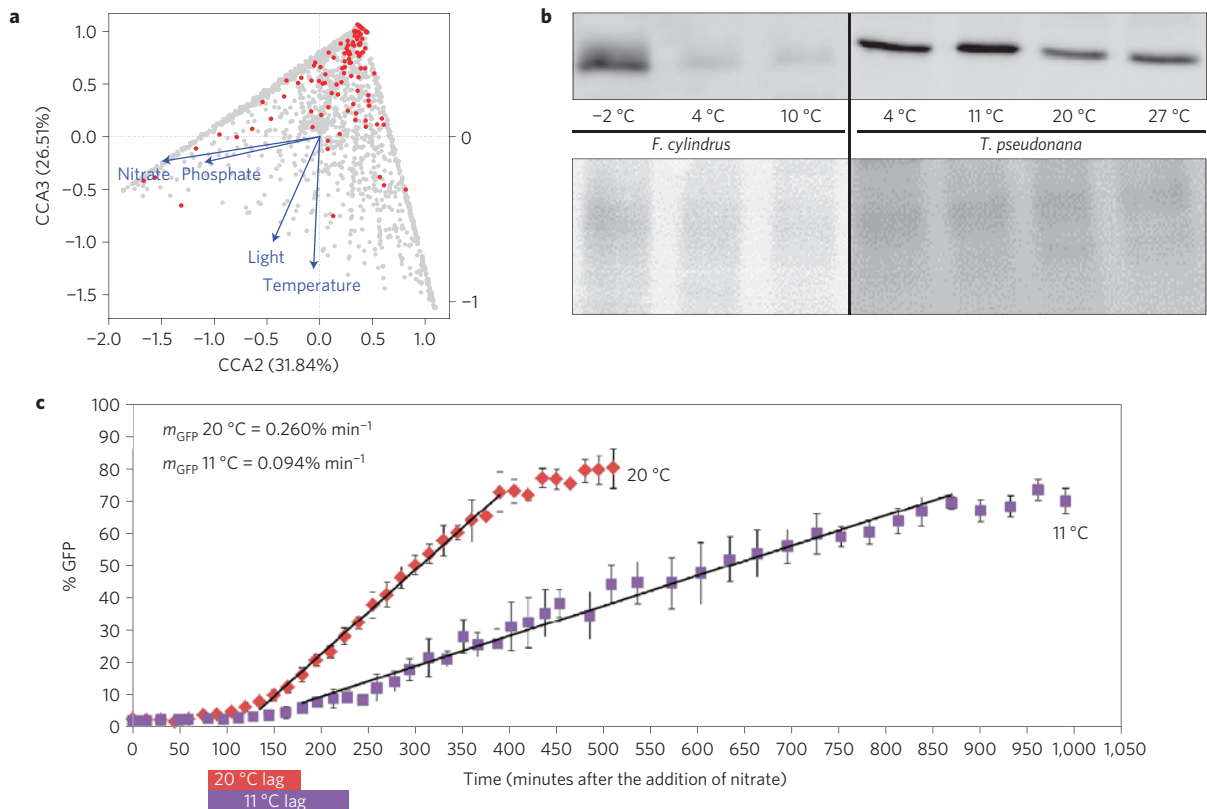 a
1.0
0.5
0.0
−0.5
−1.0
−1.5
CCA3 (26.51%)
0
−1
Nitrate
Phosphate
Light
Temperature
−2.0 −1.5 −1.0 −0.5 0.0 0.5 1.0
CCA2 (31.84%)
b
−2 °C 4 °C 10 °C 4 °C 11 °C 20 °C 27 °C
F. cylindrus T. pseudonana
c
100
90
80
70
60
50
40
30
20
10
0
% GFP
mGFP 20 °C = 0.260% min−1
mGFP 11 °C = 0.094% min−1
20 °C
11 °C
0 50 100 150 200 250 300 350 400 450 500 550 600 650 700 750 800 850 900 950 1,000 1,050
Time (minutes after the addition of nitrate)
20 °C lag
11 °C lag